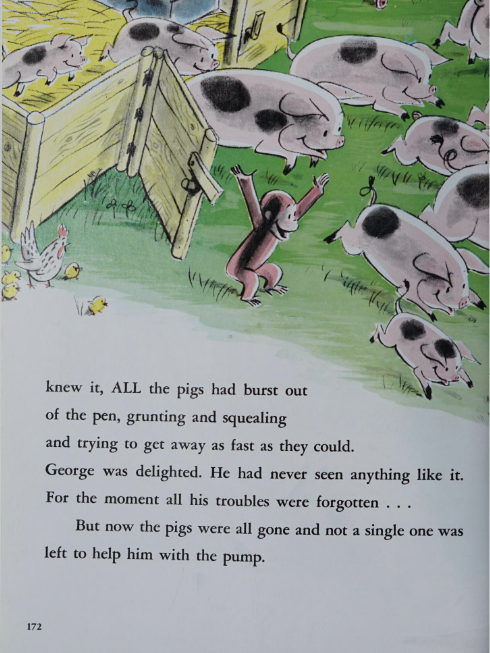 knew it, ALL the pigs had burst out
of the pen, grunting and squealing
and trying to get away as fast as they could.
George was delighted. He had never seen anything like it.
For the moment all his troubles were forgotten . . .
But now the pigs were all gone and not a single one was
left to help him with the pump.
172